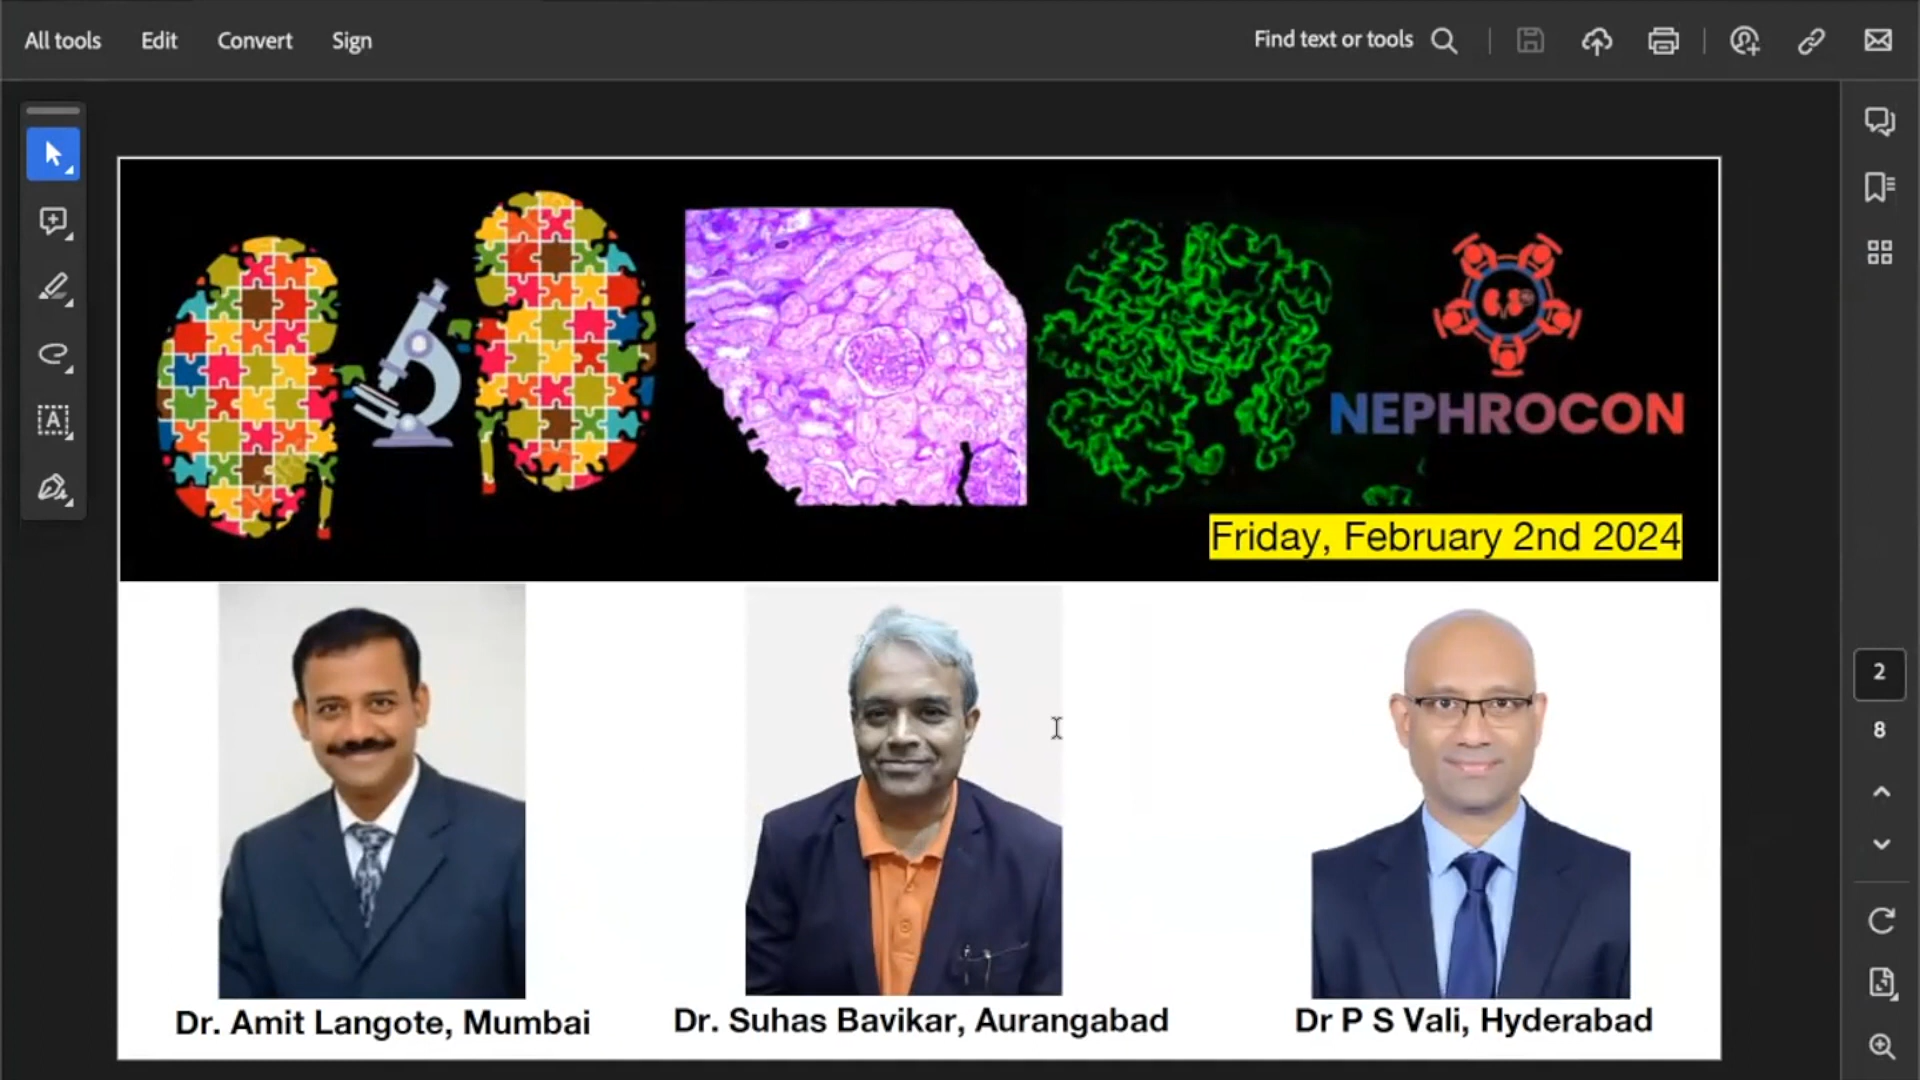 All tools Edit Convert Sign Find text or tools
A
NEPHROCON
Friday, February 2nd 2024
2
8
Dr. Amit Langote, Mumbai
Dr. Suhas Bavikar, Aurangabad
Dr P S Vali, Hyderabad